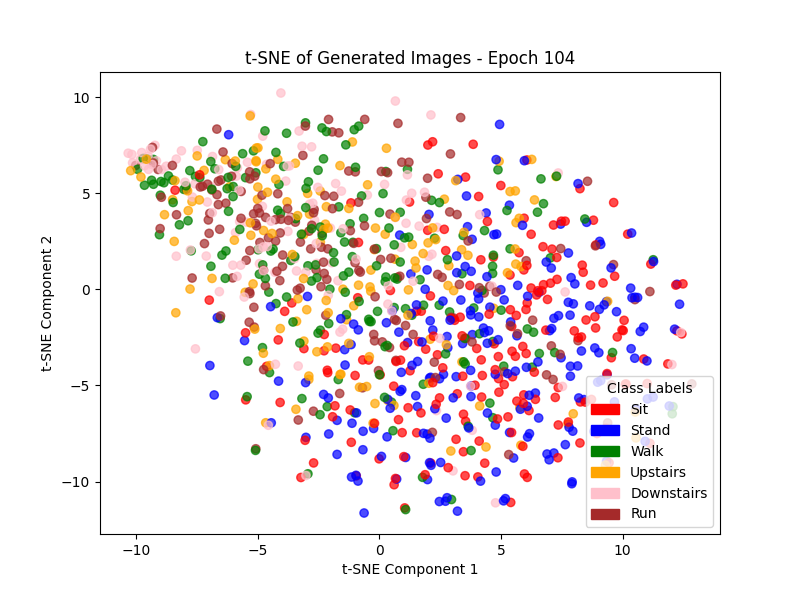 t-SNE of Generated Images - Epoch 104
t-SNE Component 2
10
5
0
−5
−10
−10
−5
0
5
10
t-SNE Component 1
Class Labels
Sit
Stand
Walk
Upstairs
Downstairs
Run